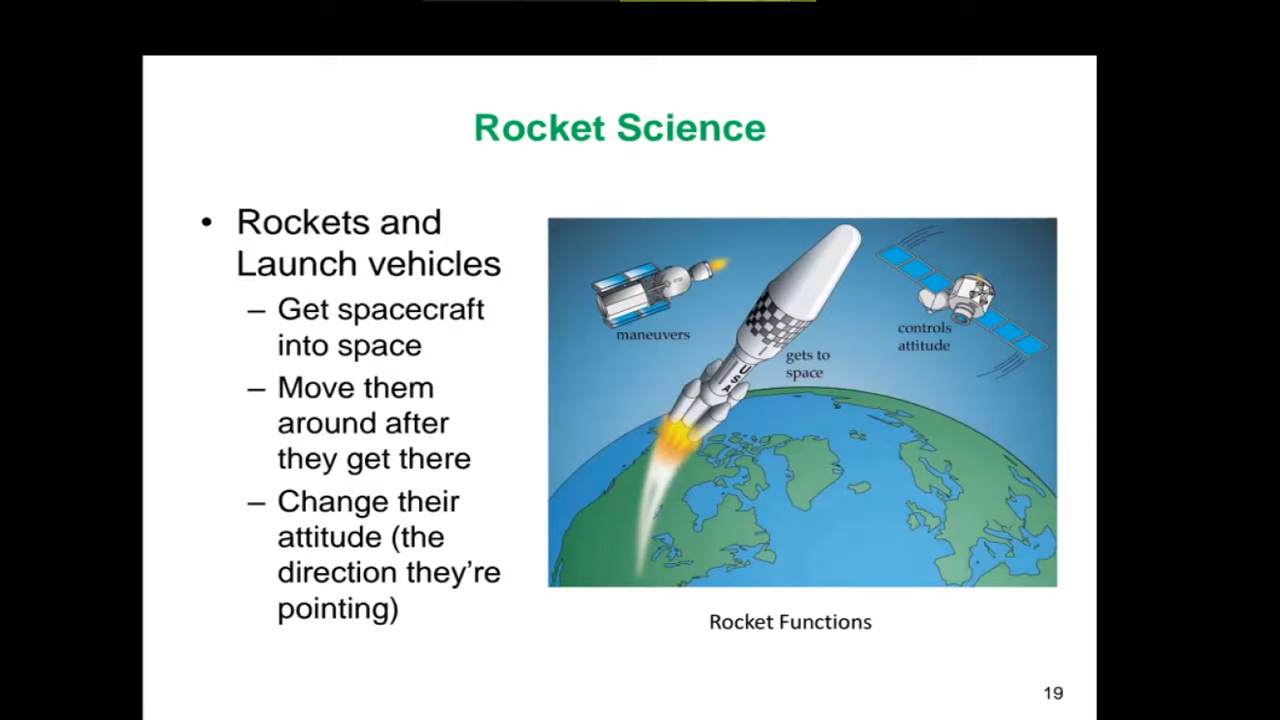 Rocket Science
• Rockets and
Launch vehicles
– Get spacecraft
into space
– Move them
around after
they get there
– Change their
attitude (the
direction they're
pointing)
maneuvers
gets to
space
controls
attitude
USA
Rocket Functions
19